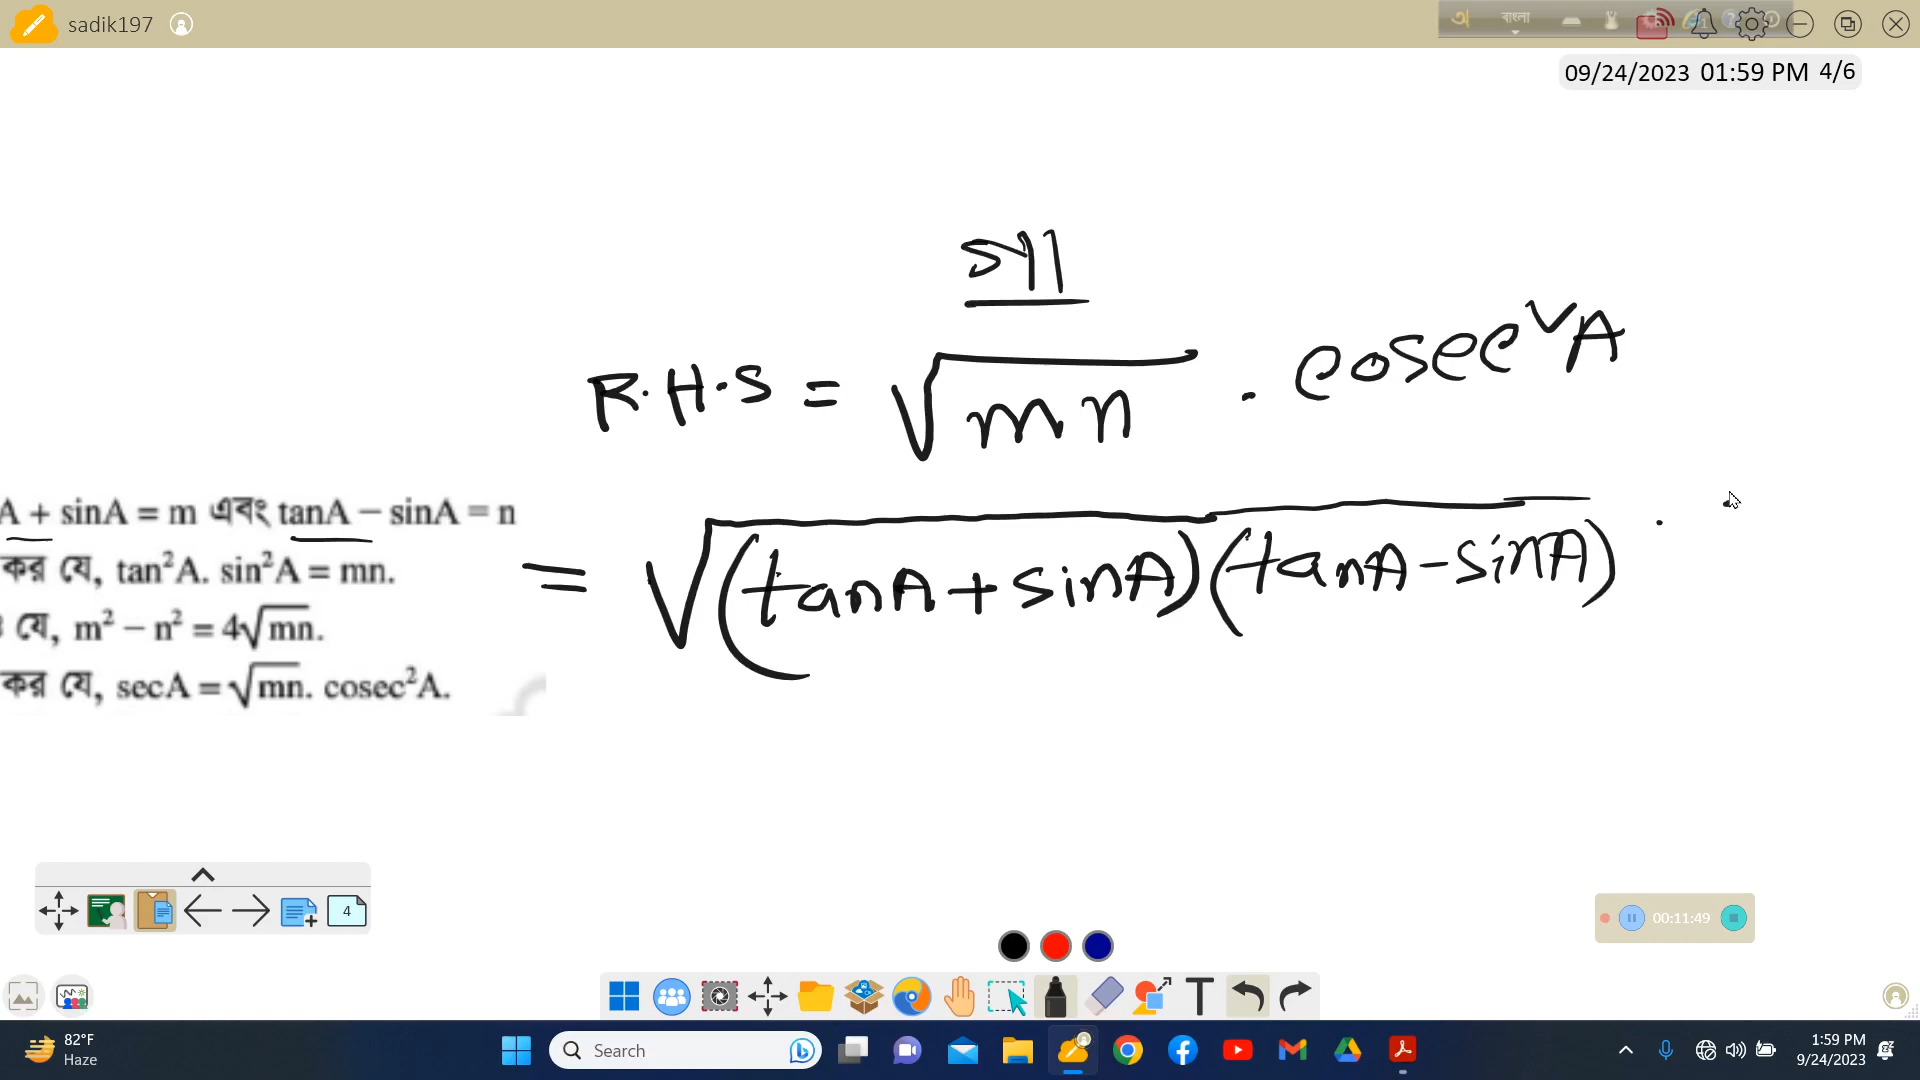 sadik197
বাংলা
09/24/2023 01:59 PM 4/6
R.H.S = √mn . cosec²A
A + sinA = m এবং tanA – sinA = n
কর যে, tan²A. sin²A = mn.
যে, m² – n² = 4√mn.
কর যে, secA = √mn. cosec²A.
= √(tanA + sinA)(tanA - sinA) .
4
00:11:49
T
82°F
Haze
Search
1:59 PM
9/24/2023